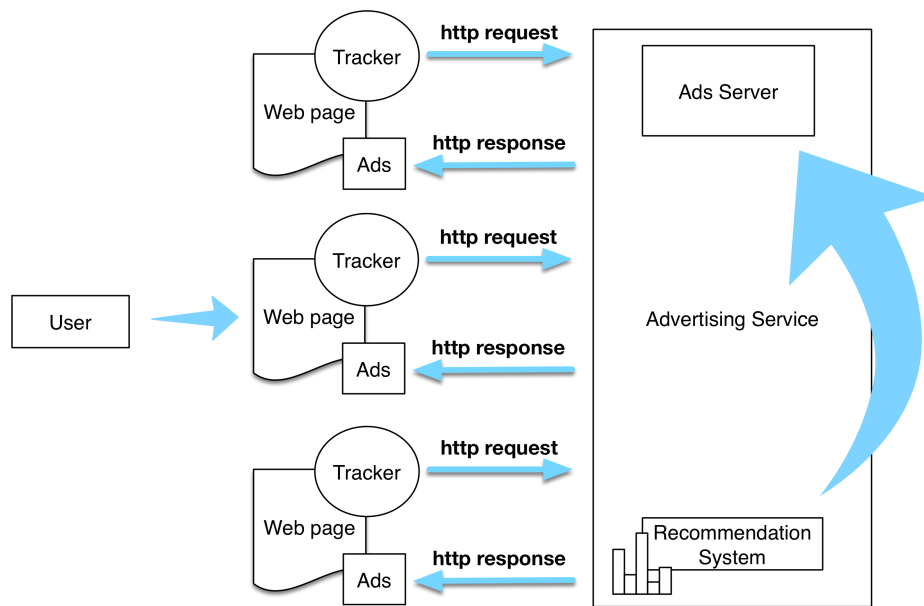 http request
Tracker
Ads Server
Web page
http response
Ads
http request
Tracker
User
Web page
Advertising Service
http response
Ads
http request
Tracker
Web page
Recommendation
System
http response
Ads